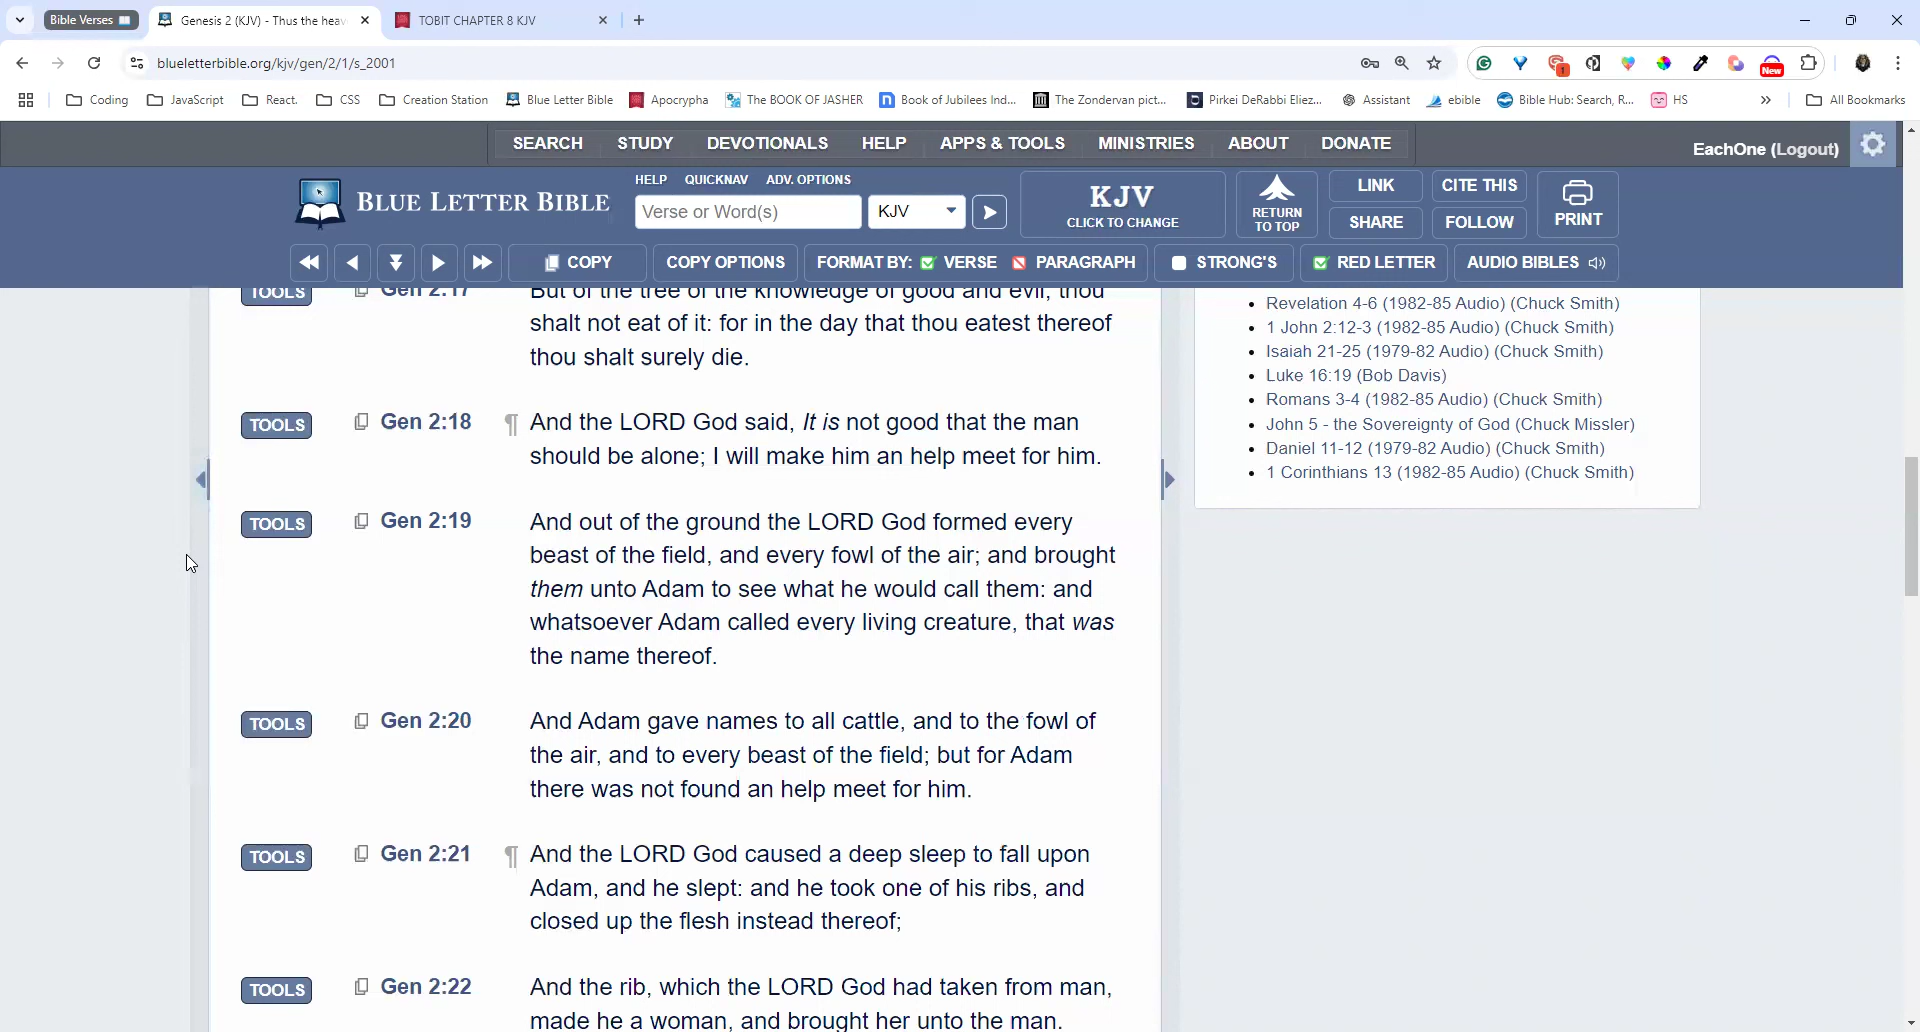 Bible Verses
Genesis 2 (KJV) - Thus the heav
TOBIT CHAPTER 8 KJV
blueletterbible.org/kjv/gen/2/1/s_2001
1
New
Coding
JavaScript
React.
CSS
Creation Station
Blue Letter Bible
Apocrypha
The BOOK OF JASHER
Book of Jubilees Ind...
The Zondervan pict...
Pirkei DeRabbi Eliez...
Assistant
ebible
Bible Hub: Search, R...
HS
All Bookmarks
SEARCH STUDY DEVOTIONALS HELP APPS & TOOLS MINISTRIES ABOUT DONATE
EachOne (Logout)
BLUE LETTER BIBLE
HELP QUICKNAV ADV. OPTIONS
Verse or Word(s)
KJV
KJV
CLICK TO CHANGE
RETURN
TO TOP
LINK
CITE THIS
SHARE
FOLLOW
PRINT
COPY
COPY OPTIONS
FORMAT BY: VERSE PARAGRAPH
STRONG'S
RED LETTER
AUDIO BIBLES
TOOLS Gen 2:17 But of the tree of the knowledge of good and evil, thou
shalt not eat of it: for in the day that thou eatest thereof
thou shalt surely die.
TOOLS Gen 2:18 ¶ And the LORD God said, It is not good that the man
should be alone; I will make him an help meet for him.
TOOLS Gen 2:19 And out of the ground the LORD God formed every
beast of the field, and every fowl of the air; and brought
them unto Adam to see what he would call them: and
whatsoever Adam called every living creature, that was
the name thereof.
TOOLS Gen 2:20 And Adam gave names to all cattle, and to the fowl of
the air, and to every beast of the field; but for Adam
there was not found an help meet for him.
TOOLS Gen 2:21 ¶ And the LORD God caused a deep sleep to fall upon
Adam, and he slept: and he took one of his ribs, and
closed up the flesh instead thereof;
TOOLS Gen 2:22 And the rib, which the LORD God had taken from man,
made he a woman, and brought her unto the man.
• Revelation 4-6 (1982-85 Audio) (Chuck Smith)
• 1 John 2:12-3 (1982-85 Audio) (Chuck Smith)
• Isaiah 21-25 (1979-82 Audio) (Chuck Smith)
• Luke 16:19 (Bob Davis)
• Romans 3-4 (1982-85 Audio) (Chuck Smith)
• John 5 - the Sovereignty of God (Chuck Missler)
• Daniel 11-12 (1979-82 Audio) (Chuck Smith)
• 1 Corinthians 13 (1982-85 Audio) (Chuck Smith)